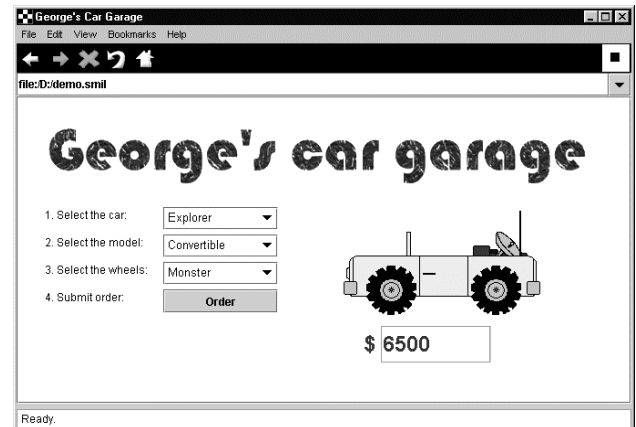 George's Car Garage
File Edit View Bookmarks Help
file:/D:/demo.smil
George's car garage
1. Select the car: Explorer
2. Select the model: Convertible
3. Select the wheels: Monster
4. Submit order: Order
$ 6500
Ready.